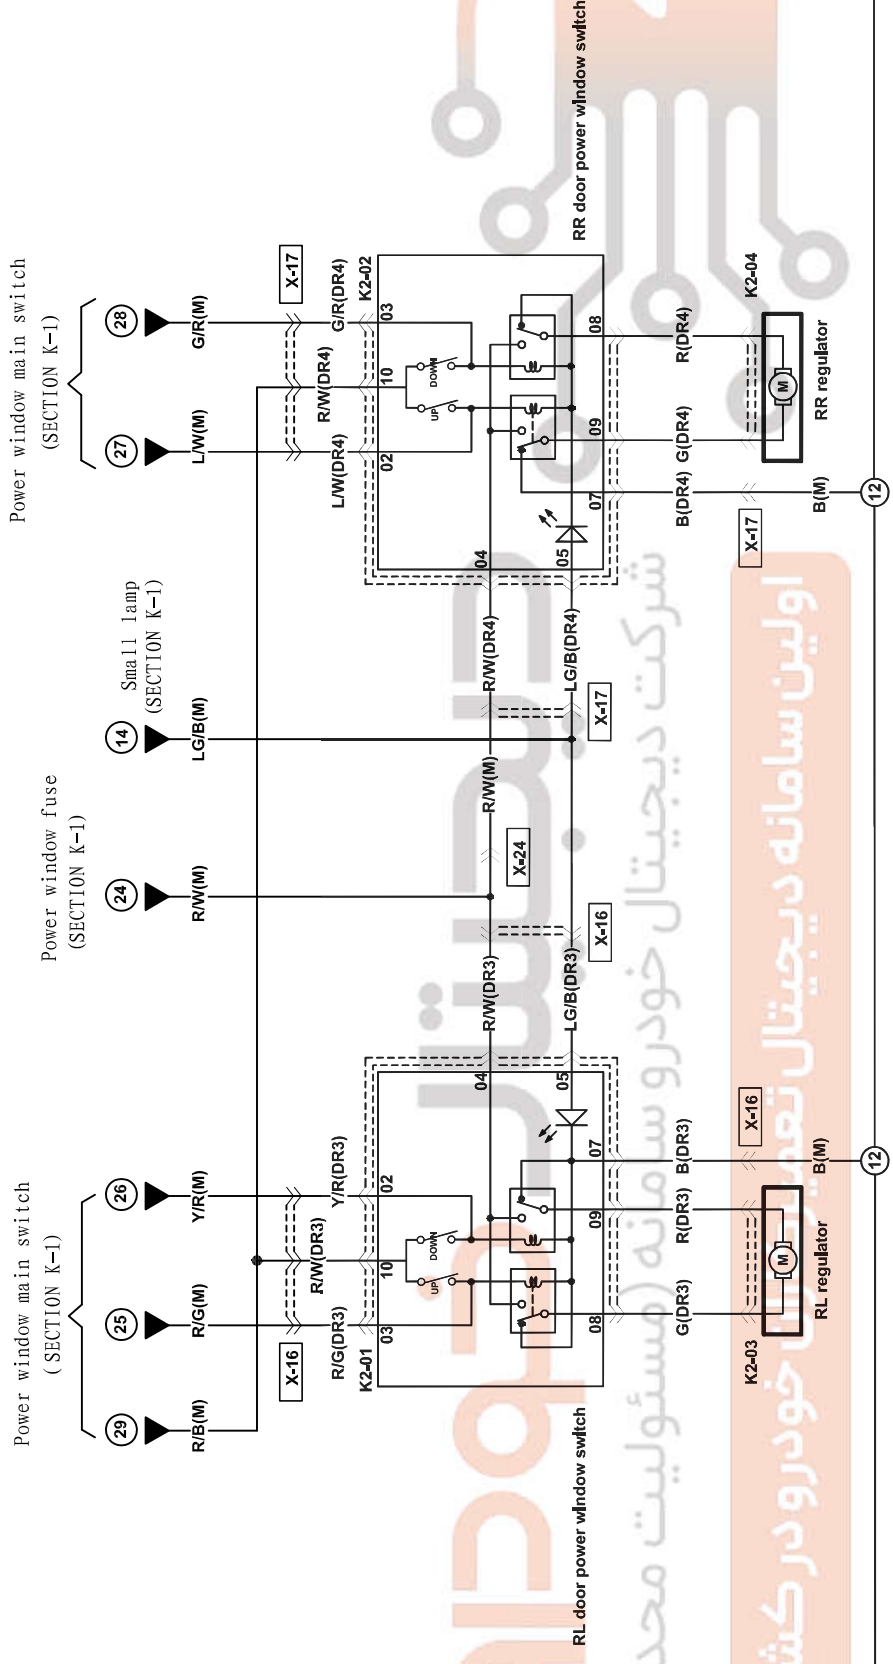 Power window main switch
(SECTION K-1)
29
25
26
R/B(M)
R/G(M)
Y/R(M)
X-16
R/G(DR3)
R/W(DR3)
Y/R(DR3)
K2-01
03
10
02
UP
DOWN
04
05
08
09
07
RL door power window switch
G(DR3)
R(DR3)
B(DR3)
K2-03
X-16
M
RL regulator
B(M)
12
Power window fuse
(SECTION K-1)
24
R/W(M)
R/W(DR3)
LG/B(DR3)
X-16
X-24
R/W(M)
Small lamp
(SECTION K-1)
14
LG/B(M)
R/W(DR4)
LG/B(DR4)
X-17
Power window main switch
(SECTION K-1)
27
28
L/W(M)
G/R(M)
X-17
L/W(DR4)
R/W(DR4)
G/R(DR4)
K2-02
02
10
03
UP
DOWN
04
05
07
09
08
RR door power window switch
B(DR4)
G(DR4)
R(DR4)
X-17
K2-04
M
RR regulator
B(M)
12
دیجیتال خودرو
شرکت دیجیتال خودرو سامانه (مسئولیت محد
اولین سامانه دیجیتال تعمیرکاران خودرو در کش